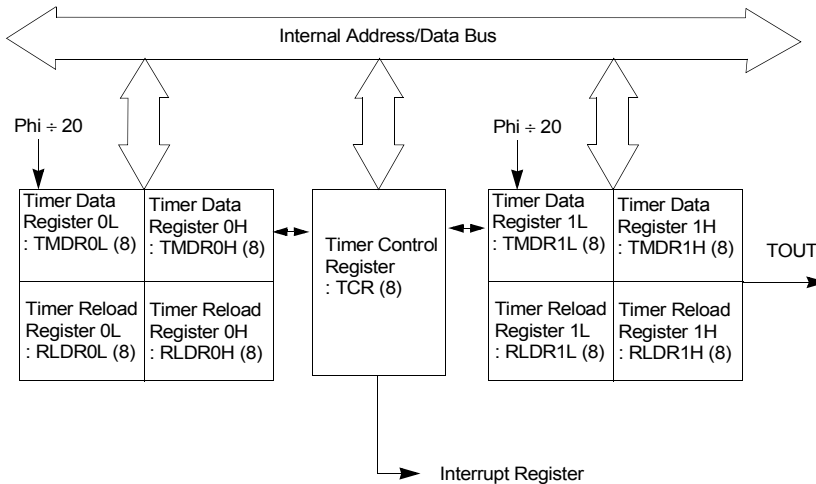 Internal Address/Data Bus
Phi ÷ 20
Phi ÷ 20
Timer Data
Register 0L
: TMDR0L (8)
Timer Data
Register 0H
: TMDR0H (8)
Timer Reload
Register 0L
: RLDR0L (8)
Timer Reload
Register 0H
: RLDR0H (8)
Timer Control
Register
: TCR (8)
Timer Data
Register 1L
: TMDR1L (8)
Timer Data
Register 1H
: TMDR1H (8)
Timer Reload
Register 1L
: RLDR1L (8)
Timer Reload
Register 1H
: RLDR1H (8)
TOUT
Interrupt Register